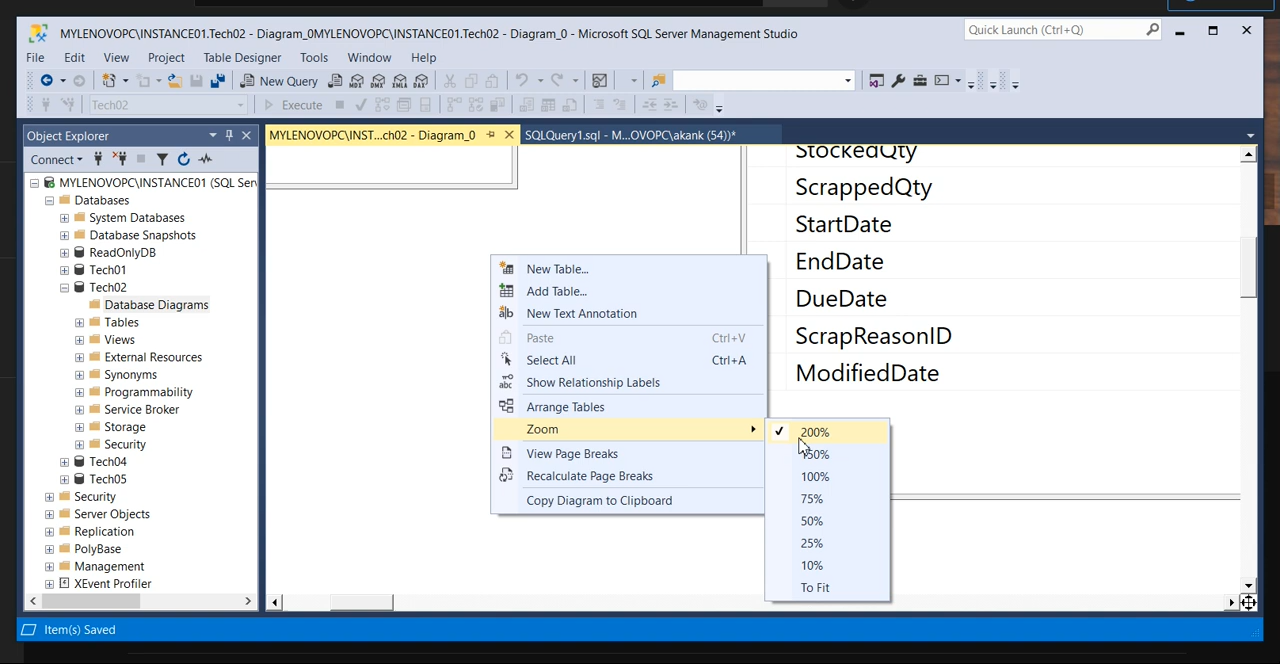 MYLENOVOPC\INSTANCE01.Tech02 - Diagram_0MYLENOVOPC\INSTANCE01.Tech02 - Diagram_0 - Microsoft SQL Server Management Studio
Quick Launch (Ctrl+Q)
File Edit View Project Table Designer Tools Window Help
New Query MDX DMX XMLA DAX
Tech02 Execute
Object Explorer
MYLENOVOPC\INST...ch02 - Diagram_0
SQLQuery1.sql - M...OVOPC\akank (54))*
Connect
MYLENOVOPC\INSTANCE01 (SQL Serv
Databases
System Databases
Database Snapshots
ReadOnlyDB
Tech01
Tech02
Database Diagrams
Tables
Views
External Resources
Synonyms
Programmability
Service Broker
Storage
Security
Tech04
Tech05
Security
Server Objects
Replication
PolyBase
Management
XEvent Profiler
StockedQty
ScrappedQty
StartDate
EndDate
DueDate
ScrapReasonID
ModifiedDate
New Table...
Add Table...
New Text Annotation
Paste Ctrl+V
Select All Ctrl+A
Show Relationship Labels
Arrange Tables
Zoom
View Page Breaks
Recalculate Page Breaks
Copy Diagram to Clipboard
200%
150%
100%
75%
50%
25%
10%
To Fit
Item(s) Saved